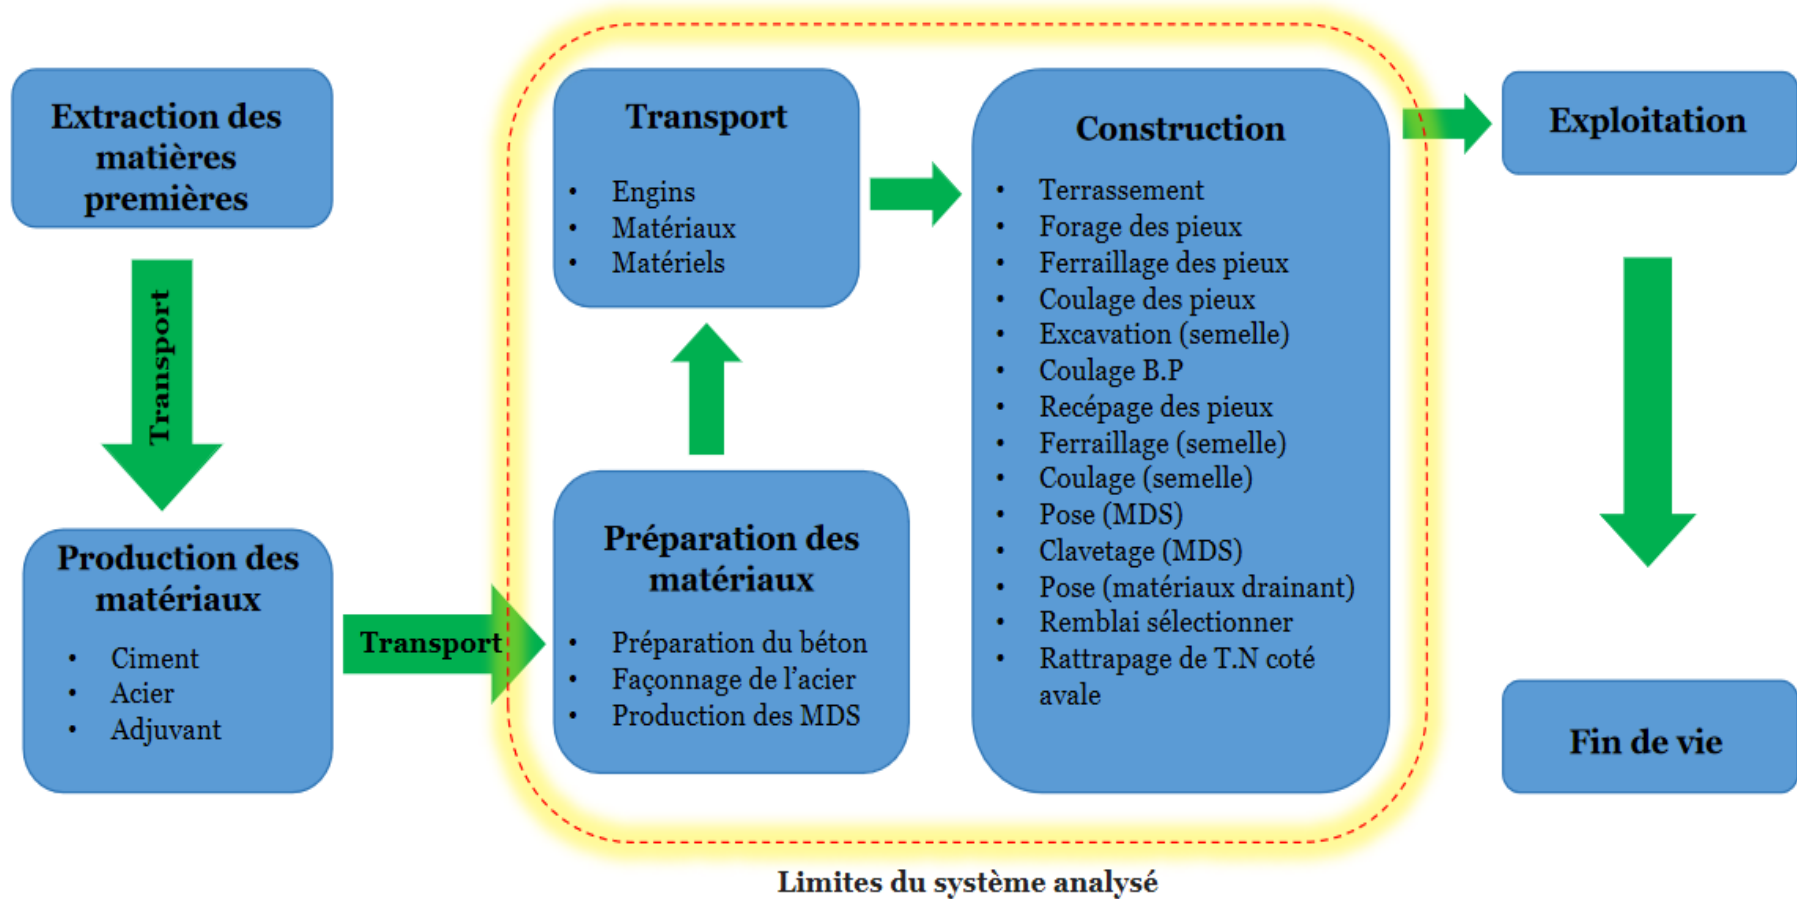 Extraction des
matières
premières
Transport
Production des
matériaux
• Ciment
• Acier
• Adjuvant
Transport
Préparation des
matériaux
• Préparation du béton
• Façonnage de l'acier
• Production des MDS
Transport
• Engins
• Matériaux
• Matériels
Construction
• Terrassement
• Forage des pieux
• Ferraillage des pieux
• Coulage des pieux
• Excavation (semelle)
• Coulage B.P
• Recépage des pieux
• Ferraillage (semelle)
• Coulage (semelle)
• Pose (MDS)
• Clavetage (MDS)
• Pose (matériaux drainant)
• Remblai sélectionner
• Rattrapage de T.N coté
avale
Exploitation
Fin de vie
Limites du système analysé